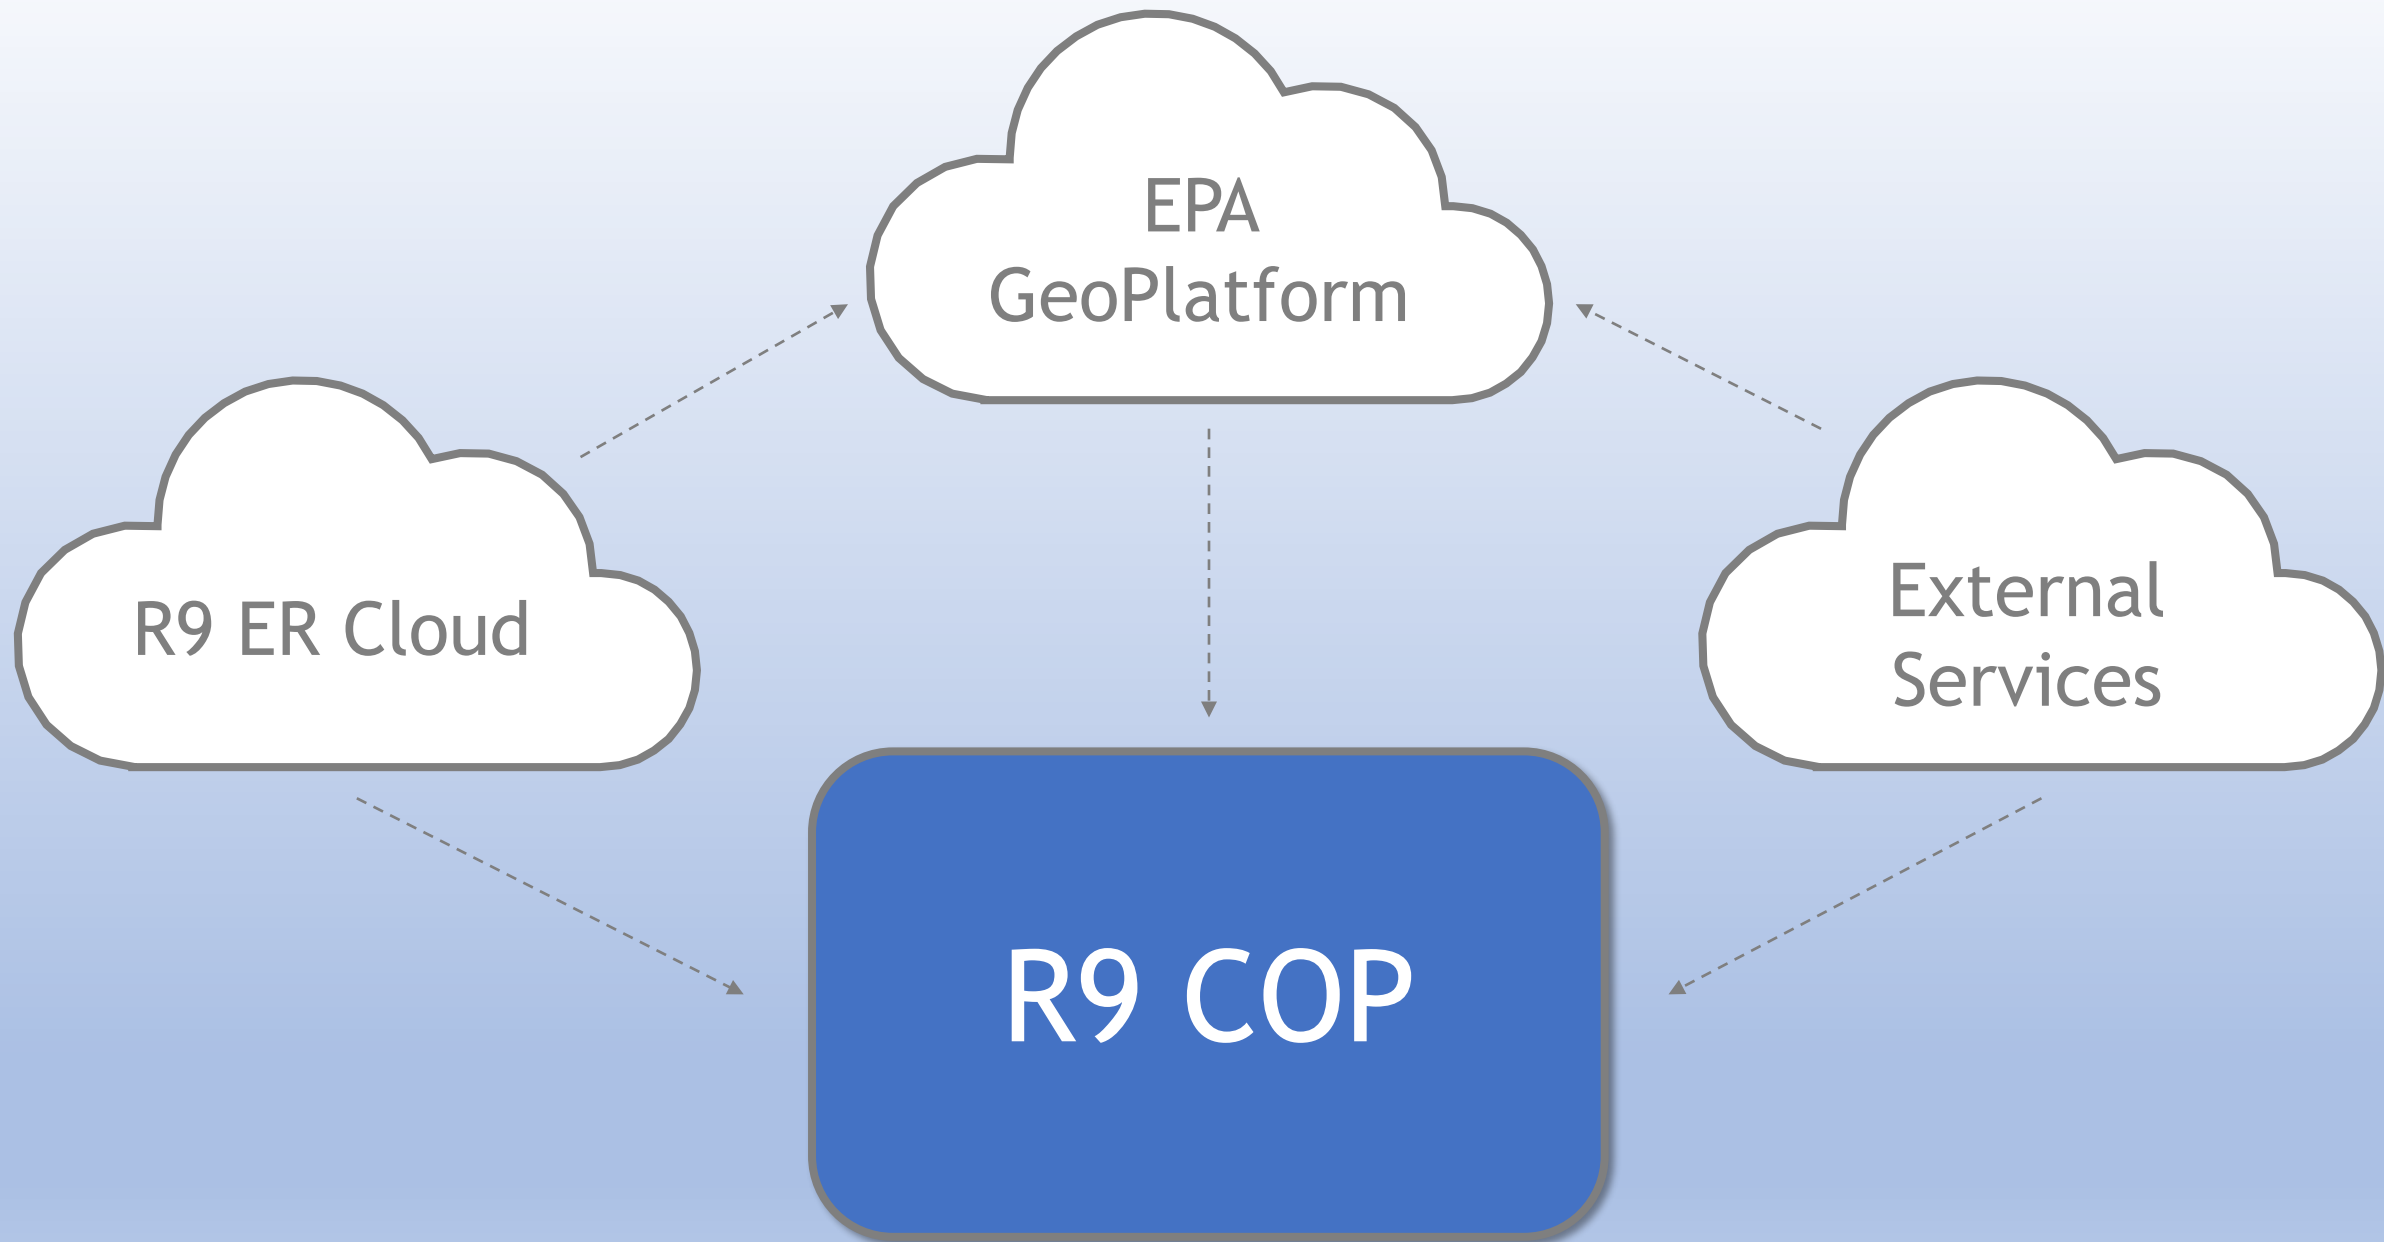 EPA
GeoPlatform
R9 ER Cloud
External
Services
R9 COP